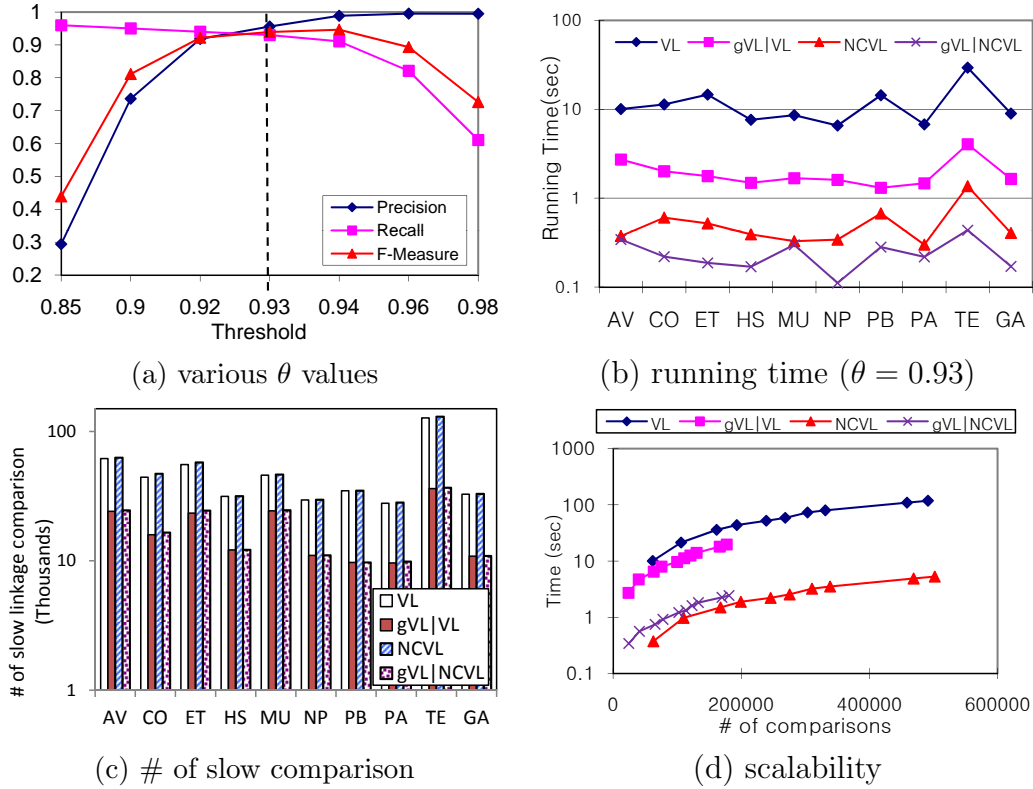 1
0.9
0.8
0.7
0.6
0.5
0.4
0.3
0.2
0.85
0.9
0.92
0.93
0.94
0.96
0.98
Threshold
Precision
Recall
F-Measure
(a) various θ values
VL
gVL|VL
NCVL
gVL|NCVL
Running Time(sec)
100
10
1
0.1
AV
CO
ET
HS
MU
NP
PB
PA
TE
GA
(b) running time (θ = 0.93)
# of slow linkage comparison
(Thousands)
100
10
1
VL
gVL|VL
NCVL
gVL|NCVL
AV
CO
ET
HS
MU
NP
PB
PA
TE
GA
(c) # of slow comparison
VL
gVL|VL
NCVL
gVL|NCVL
Time (sec)
1000
100
10
1
0.1
0
200000
400000
600000
# of comparisons
(d) scalability